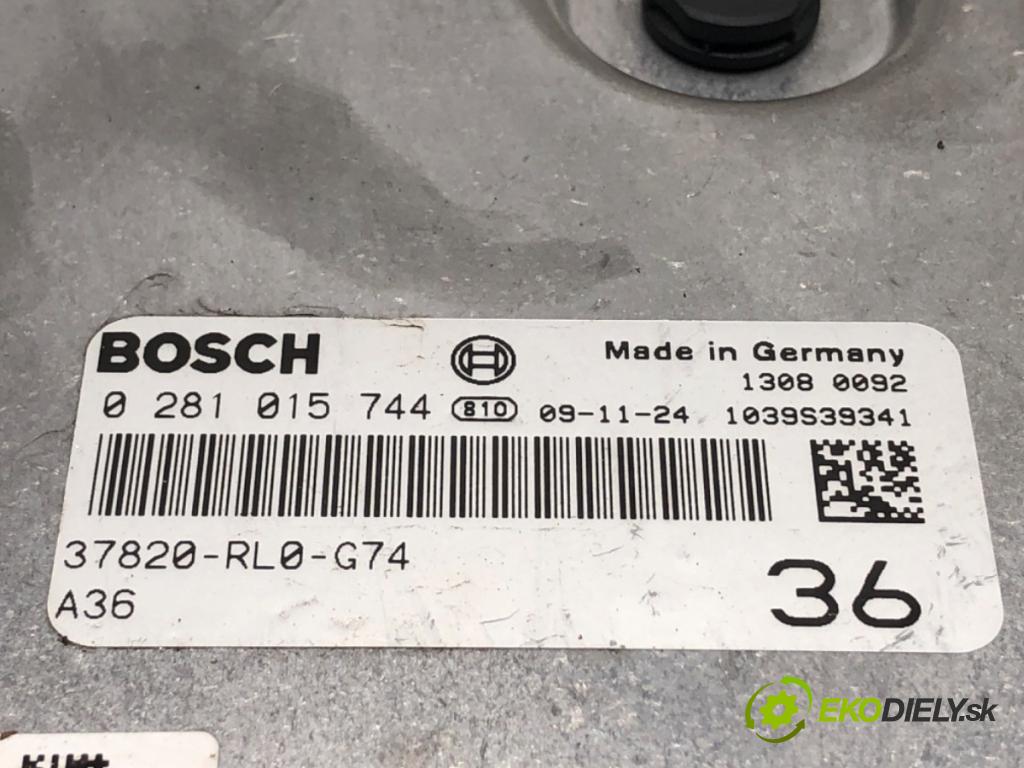 BOSCH
Made in Germany
1308 0092
0 281 015 744 810 09-11-24 1039S39341
37820-RL0-G74
A36
36
EKODIELY.sk